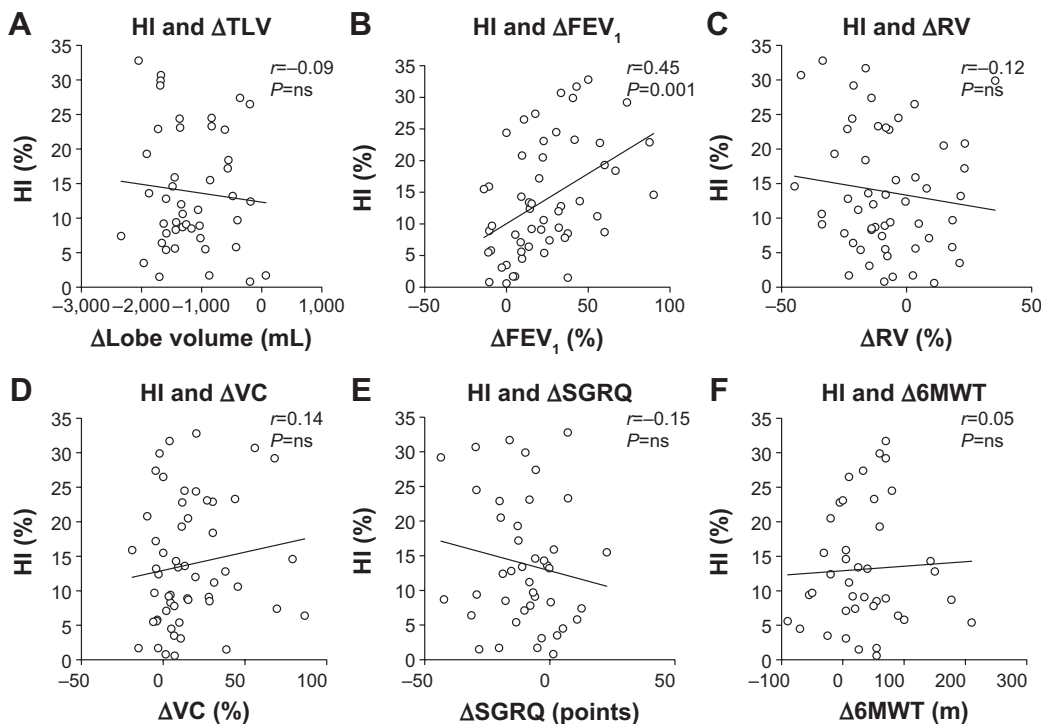 A
HI and ΔTLV
r=–0.09
P=ns
HI (%)
35
30
25
20
15
10
5
0
–3,000
–2,000
–1,000
0
1,000
ΔLobe volume (mL)
B
HI and ΔFEV₁
r=0.45
P=0.001
HI (%)
35
30
25
20
15
10
5
0
–50
0
50
100
ΔFEV₁ (%)
C
HI and ΔRV
r=–0.12
P=ns
HI (%)
35
30
25
20
15
10
5
0
–50
0
50
ΔRV (%)
D
HI and ΔVC
r=0.14
P=ns
HI (%)
35
30
25
20
15
10
5
0
–50
0
50
100
ΔVC (%)
E
HI and ΔSGRQ
r=–0.15
P=ns
HI (%)
35
30
25
20
15
10
5
0
–50
0
50
ΔSGRQ (points)
F
HI and Δ6MWT
r=0.05
P=ns
HI (%)
35
30
25
20
15
10
5
0
–100
0
100
200
300
Δ6MWT (m)